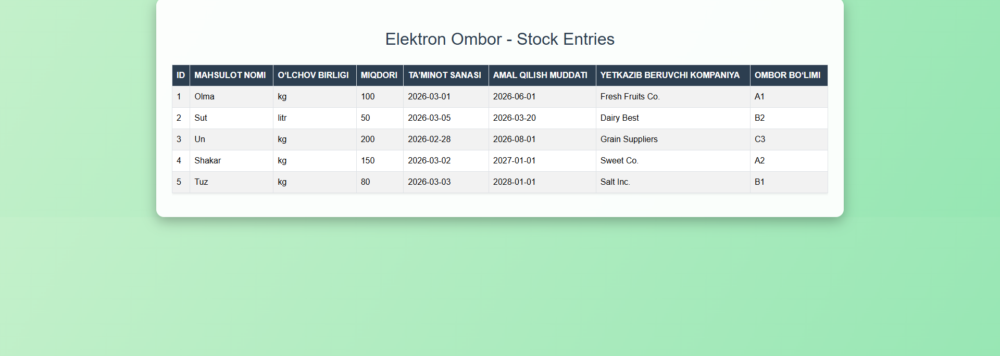 Elektron Ombor - Stock Entries
ID MAHSULOT NOMI O‘LCHOV BIRLIGI MIQDORI TA’MINOT SANASI AMAL QILISH MUDDATI YETKAZIB BERUVCHI KOMPANIYA OMBOR BO‘LIMI
1 Olma kg 100 2026-03-01 2026-06-01 Fresh Fruits Co. A1
2 Sut litr 50 2026-03-05 2026-03-20 Dairy Best B2
3 Un kg 200 2026-02-28 2026-08-01 Grain Suppliers C3
4 Shakar kg 150 2026-03-02 2027-01-01 Sweet Co. A2
5 Tuz kg 80 2026-03-03 2028-01-01 Salt Inc. B1